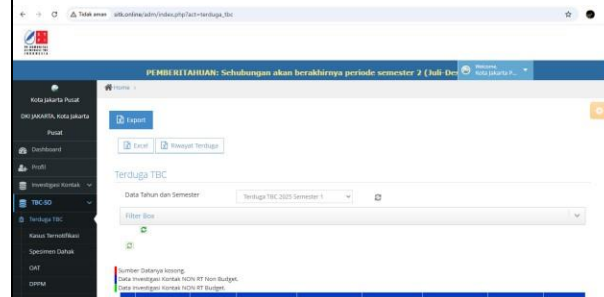 Tidak aman
sitk.online/adm/index.php?act=terduga_tbc
PEMBERITAHUAN: Sehubungan akan berakhirnya periode semester 2 (Juli-De
Welcome,
Kota Jakarta P...
Kota Jakarta Pusat
DKI JAKARTA, Kota Jakarta
Pusat
Dashboard
Profil
Investigasi Kontak
TBC-SO
Terduga TBC
Kasus Ternotifikasi
Spesimen Dahak
OAT
DPPM
Home
Export
Excel
Riwayat Terduga
Terduga TBC
Data Tahun dan Semester
Terduga TBC 2025 Semester 1
Filter Box
Sumber Datanya kosong.
Data Investigasi Kontak NON RT Non Budget.
Data Investigasi Kontak NON RT Budget.